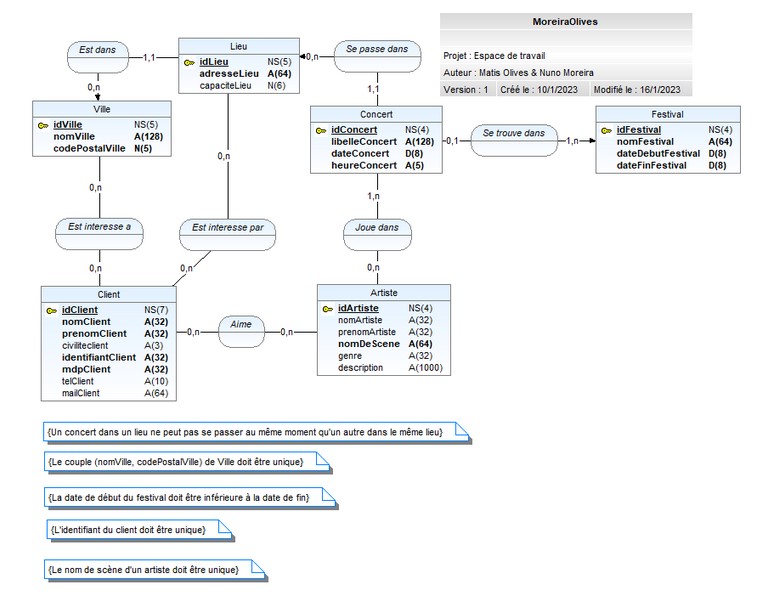 MoreiraOlives
Projet : Espace de travail
Auteur : Matis Olives & Nuno Moreira
Version : 1 Créé le : 10/1/2023 Modifié le : 16/1/2023
Est dans
1,1
0,n
Lieu
idLieu NS(5)
adresseLieu A(64)
capaciteLieu N(6)
0,n
Se passe dans
1,1
Ville
idVille NS(5)
nomVille A(128)
codePostalVille N(5)
Concert
idConcert NS(4)
libelleConcert A(128)
dateConcert D(8)
heureConcert A(5)
0,1
Se trouve dans
1,n
Festival
idFestival NS(4)
nomFestival A(64)
dateDebutFestival D(8)
dateFinFestival D(8)
0,n
Est interesse a
0,n
0,n
Est interesse par
0,n
1,n
Joue dans
0,n
Client
idClient NS(7)
nomClient A(32)
prenomClient A(32)
civiliteclient A(3)
identifiantClient A(32)
mdpClient A(32)
telClient A(10)
mailClient A(64)
0,n
Aime
0,n
Artiste
idArtiste NS(4)
nomArtiste A(32)
prenomArtiste A(32)
nomDeScene A(64)
genre A(32)
description A(1000)
{Un concert dans un lieu ne peut pas se passer au même moment qu'un autre dans le même lieu}
{Le couple (nomVille, codePostalVille) de Ville doit être unique}
{La date de début du festival doit être inférieure à la date de fin}
{L'identifiant du client doit être unique}
{Le nom de scène d'un artiste doit être unique}